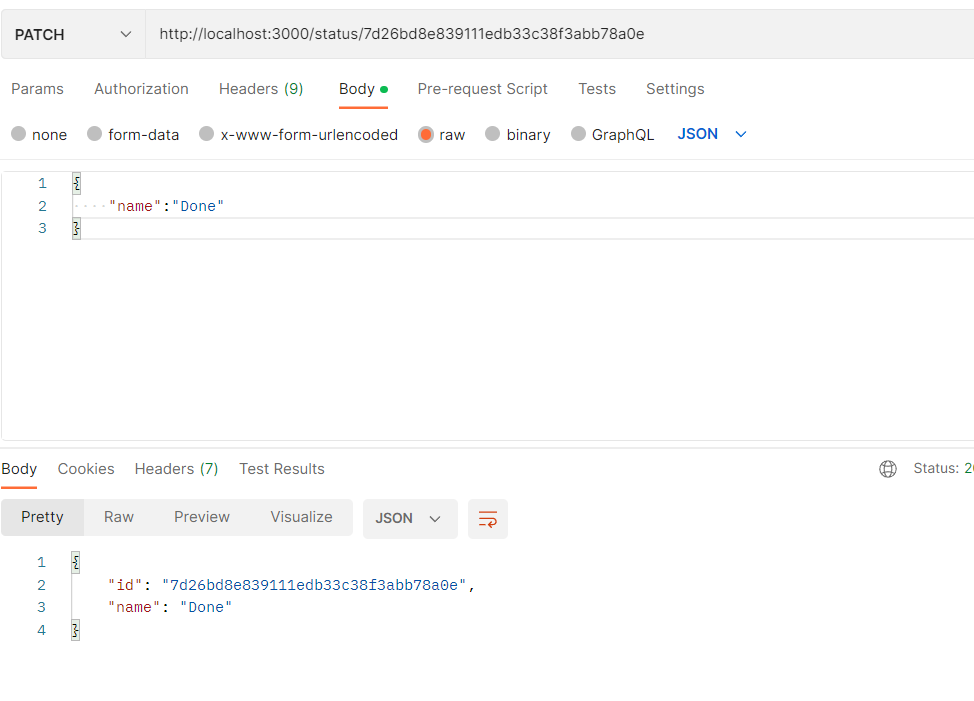 PATCH http://localhost:3000/status/7d26bd8e839111edb33c38f3abb78a0e
Params Authorization Headers (9) Body Pre-request Script Tests Settings
none form-data x-www-form-urlencoded raw binary GraphQL JSON
1 {
2 "name":"Done"
3 }
Body Cookies Headers (7) Test Results Status: 2
Pretty Raw Preview Visualize JSON
1 {
2 "id": "7d26bd8e839111edb33c38f3abb78a0e",
3 "name": "Done"
4 }